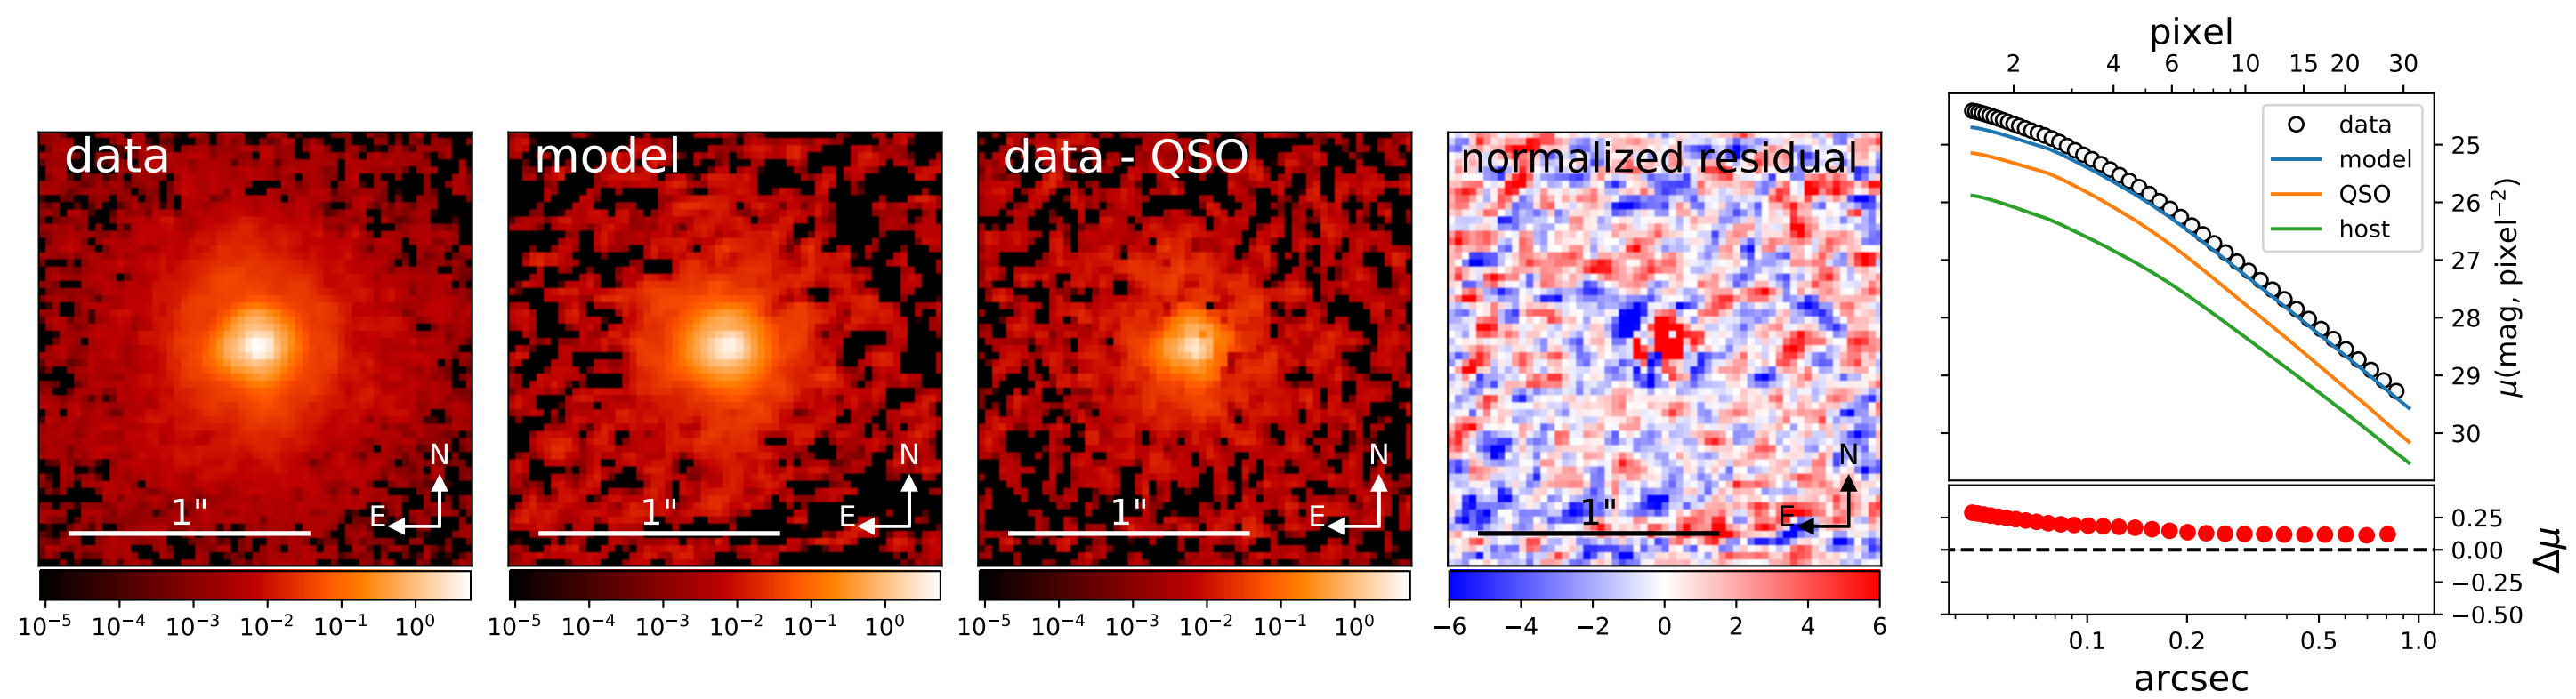 data
N
E
1"
10⁻⁵ 10⁻⁴ 10⁻³ 10⁻² 10⁻¹ 10⁰
model
N
E
1"
10⁻⁵ 10⁻⁴ 10⁻³ 10⁻² 10⁻¹ 10⁰
data - QSO
N
E
1"
10⁻⁵ 10⁻⁴ 10⁻³ 10⁻² 10⁻¹ 10⁰
normalized residual
N
E
1"
−6 −4 −2 0 2 4 6
pixel
2 4 6 10 15 20 30
data
model
QSO
host
25
26
27
28
29
30
μ(mag, pixel⁻²)
0.25
0.00
−0.25
−0.50
Δμ
0.1 0.2 0.5 1.0
arcsec